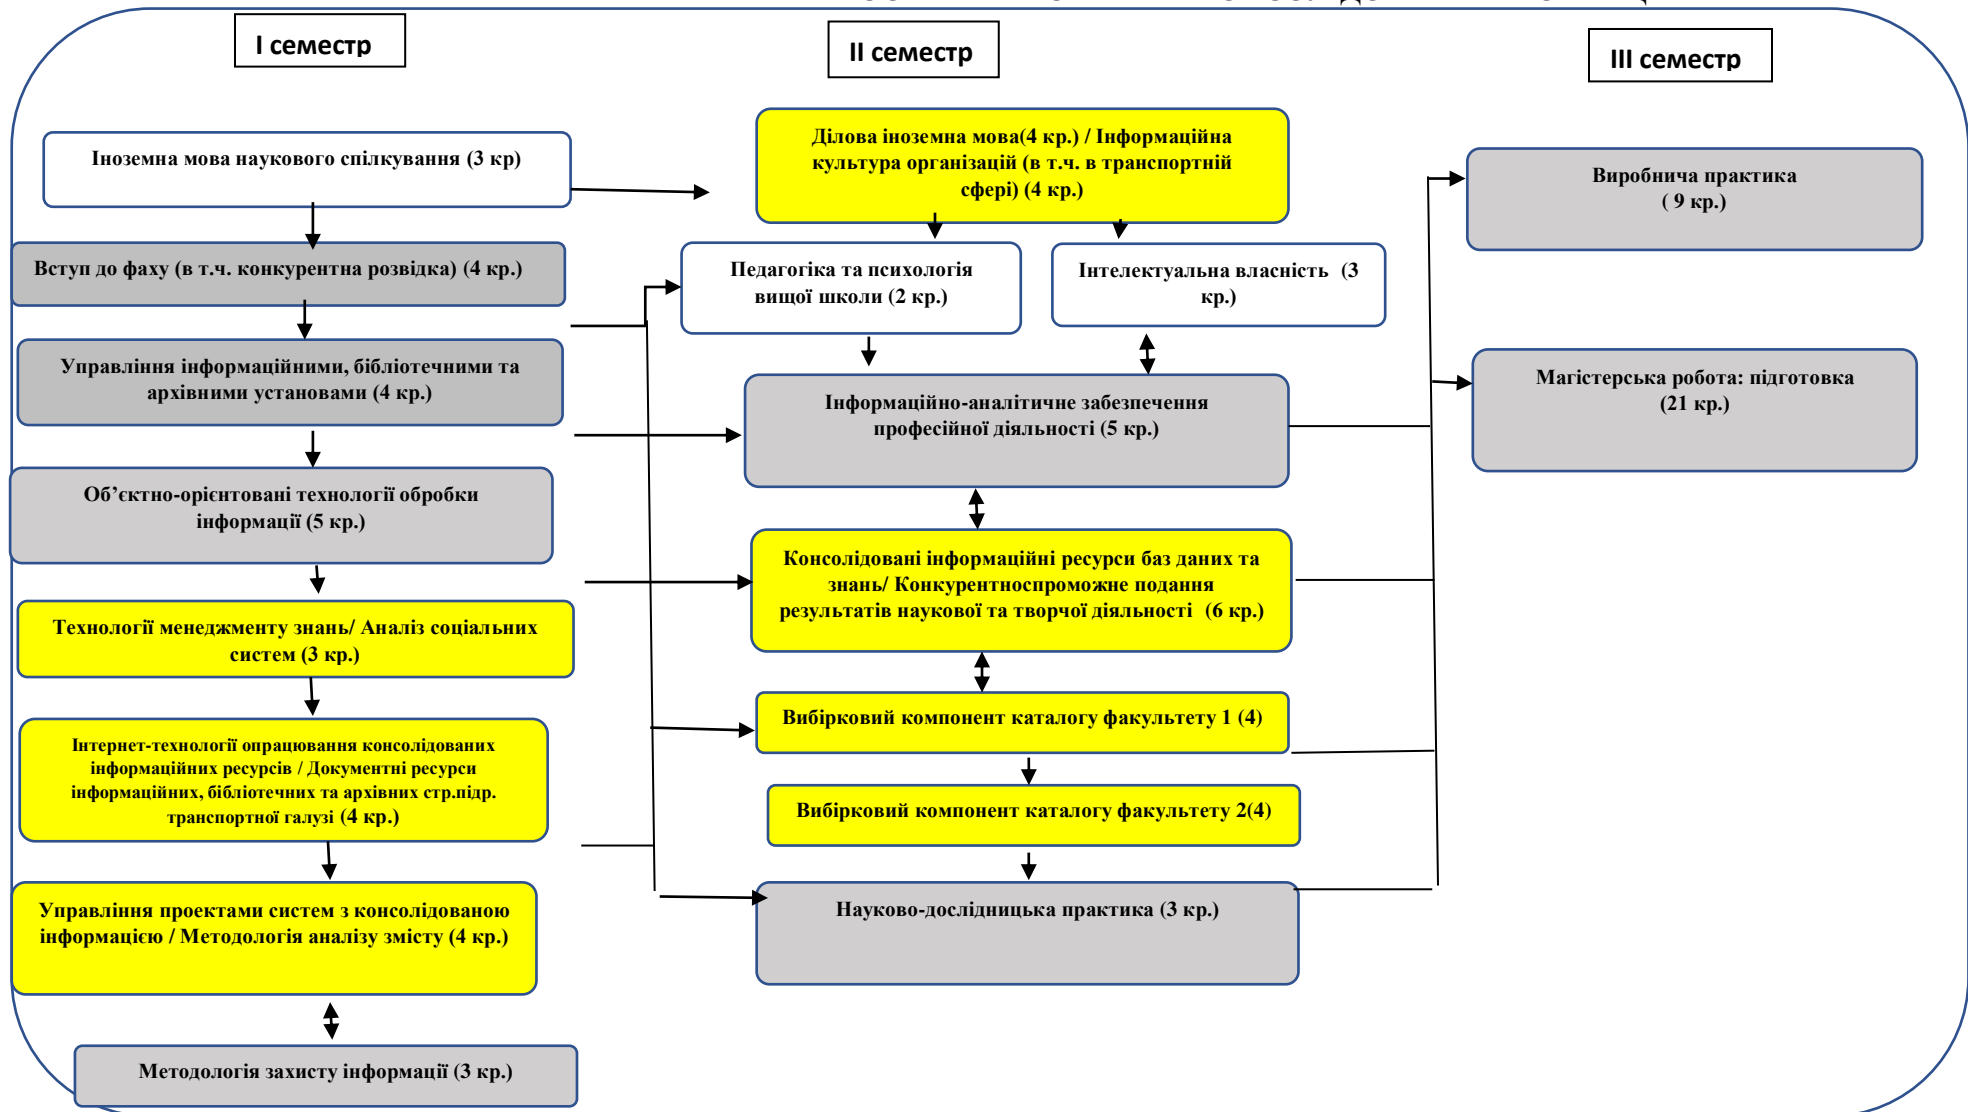 І семестр
Іноземна мова наукового спілкування (3 кр)
Вступ до фаху (в т.ч. конкурентна розвідка) (4 кр.)
Управління інформаційними, бібліотечними та
архівними установами (4 кр.)
Об’єктно-орієнтовані технології обробки
інформації (5 кр.)
Технології менеджменту знань/ Аналіз соціальних
систем (3 кр.)
Інтернет-технології опрацювання консолідованих
інформаційних ресурсів / Документні ресурси
інформаційних, бібліотечних та архівних стр.підр.
транспортної галузі (4 кр.)
Управління проектами систем з консолідованою
інформацією / Методологія аналізу змісту (4 кр.)
Методологія захисту інформації (3 кр.)
ІІ семестр
Ділова іноземна мова(4 кр.) / Інформаційна
культура організацій (в т.ч. в транспортній
сфері) (4 кр.)
Педагогіка та психологія
вищої школи (2 кр.)
Інтелектуальна власність (3
кр.)
Інформаційно-аналітичне забезпечення
професійної діяльності (5 кр.)
Консолідовані інформаційні ресурси баз даних та
знань/ Конкурентноспроможне подання
результатів наукової та творчої діяльності (6 кр.)
Вибірковий компонент каталогу факультету 1 (4)
Вибірковий компонент каталогу факультету 2(4)
Науково-дослідницька практика (3 кр.)
ІІІ семестр
Виробнича практика
( 9 кр.)
Магістерська робота: підготовка
(21 кр.)